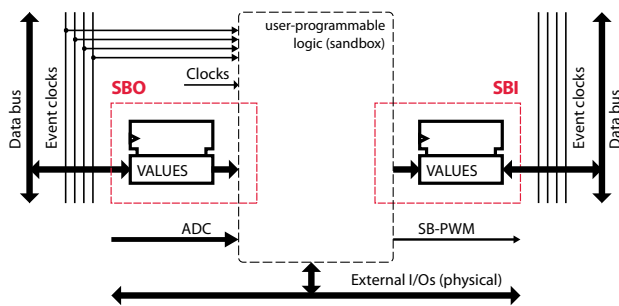 user-programmable
logic (sandbox)
Clocks
SBO
SBI
Data bus
Event clocks
Event clocks
Data bus
VALUES
VALUES
ADC
SB-PWM
External I/Os (physical)